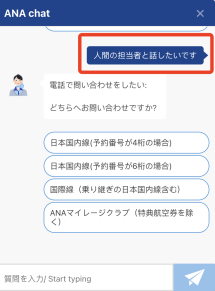 ANA chat
人間の担当者と話したいです
電話で問い合わせをしたい:
どちらへお問い合わせですか?
日本国内線(予約番号が4桁の場合)
日本国内線(予約番号が6桁の場合)
国際線（乗り継ぎの日本国内線含む）
ANAマイレージクラブ（特典航空券を除
く）
質問を入力/ Start typing